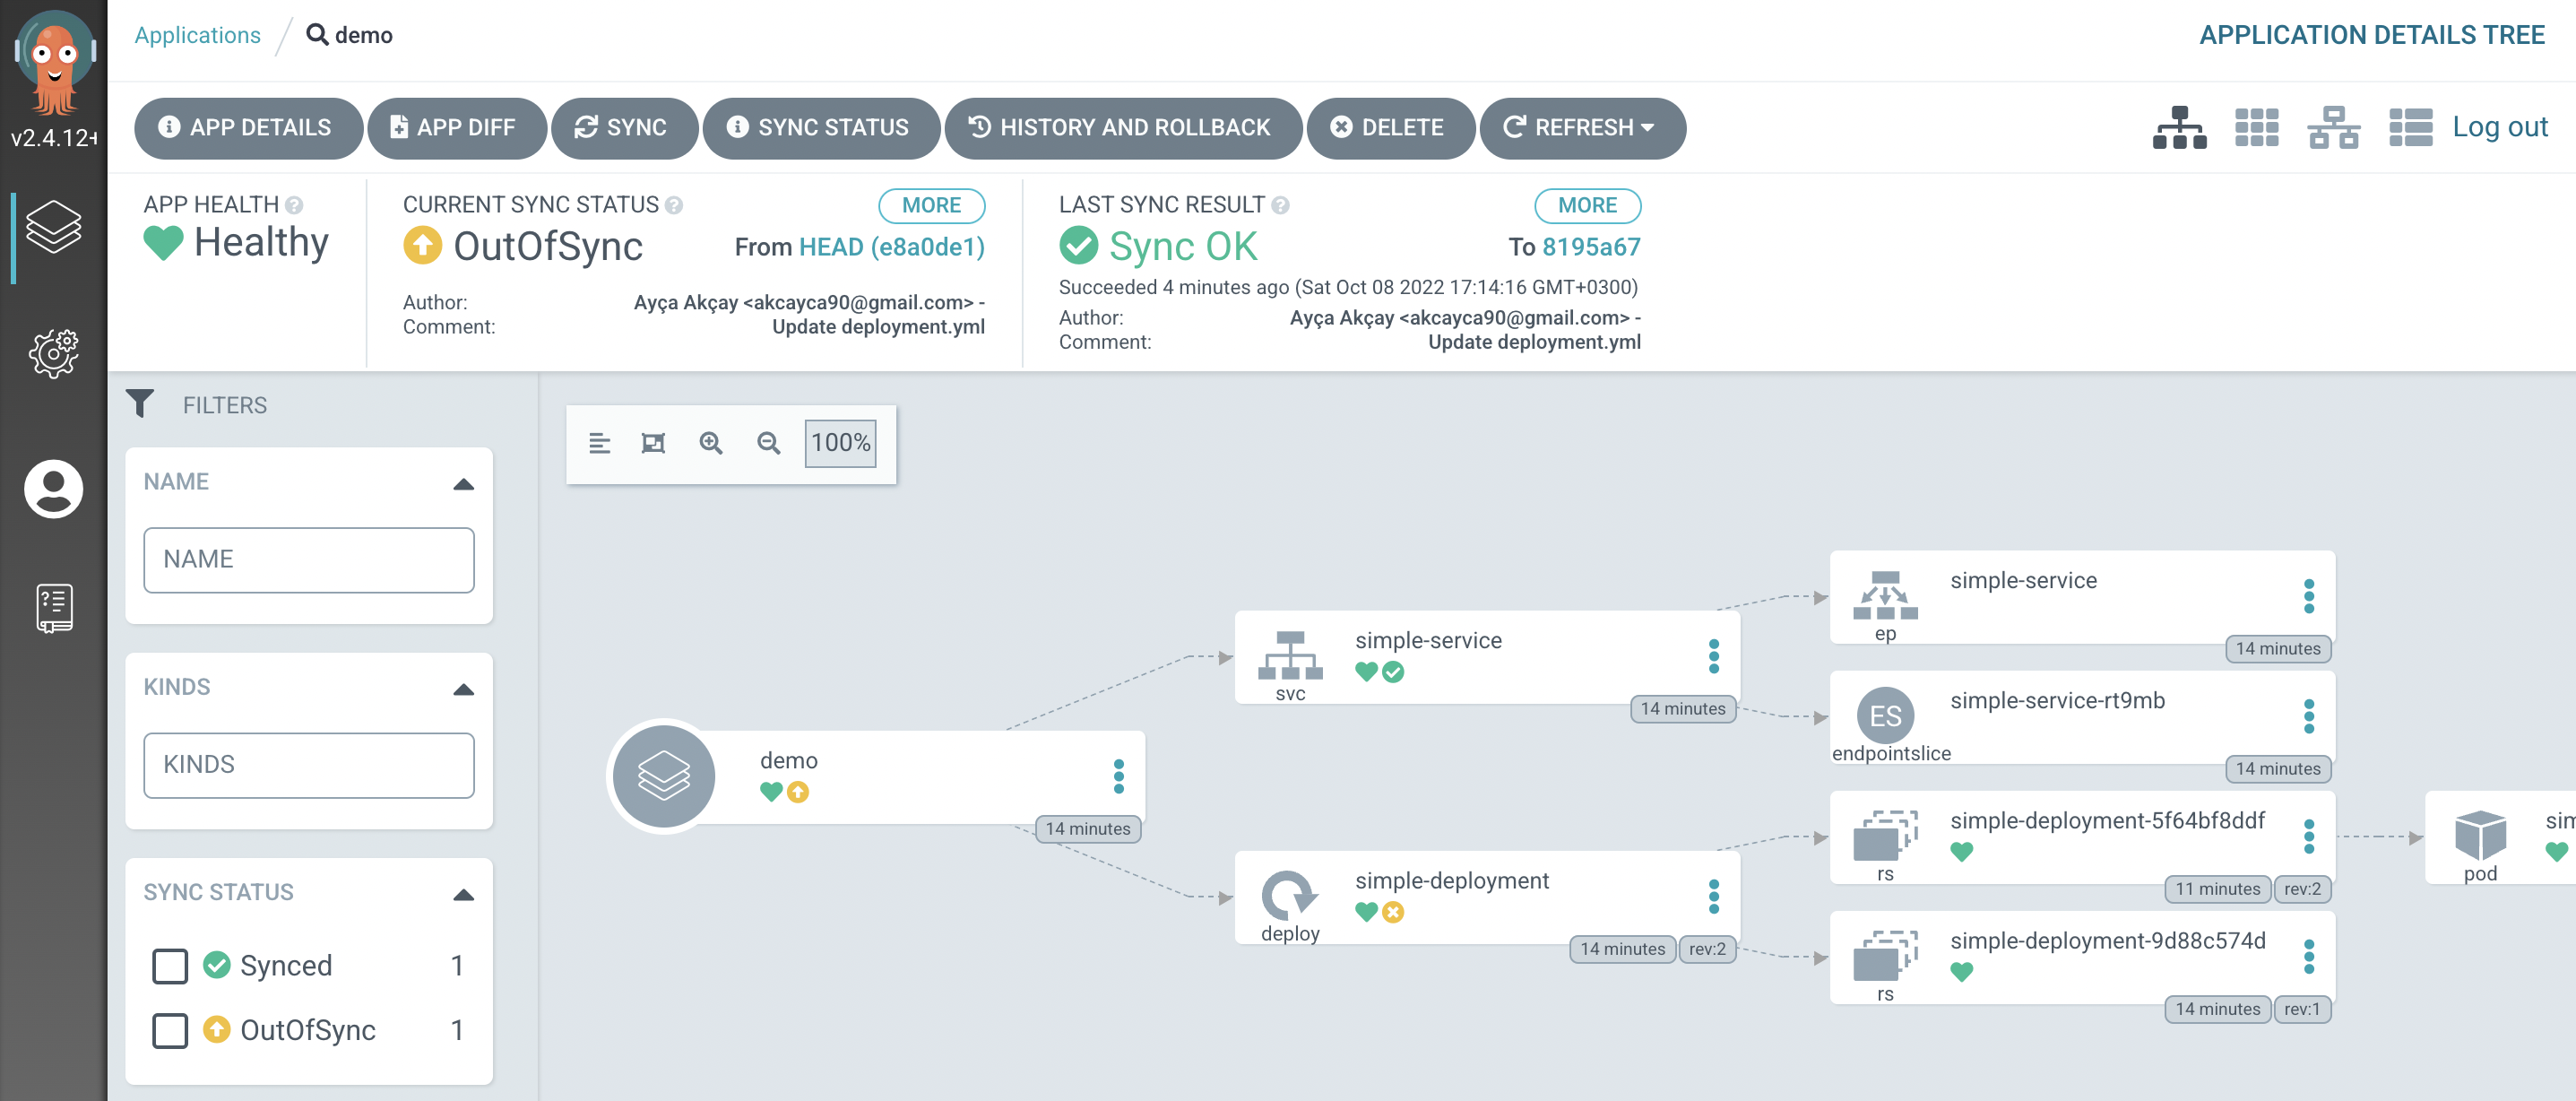 Applications / demo
APPLICATION DETAILS TREE
v2.4.12+
APP DETAILS
APP DIFF
SYNC
SYNC STATUS
HISTORY AND ROLLBACK
DELETE
REFRESH
Log out
APP HEALTH
Healthy
CURRENT SYNC STATUS
MORE
OutOfSync
From HEAD (e8a0de1)
Author: Ayça Akçay <akcayca90@gmail.com> -
Comment: Update deployment.yml
LAST SYNC RESULT
MORE
Sync OK
To 8195a67
Succeeded 4 minutes ago (Sat Oct 08 2022 17:14:16 GMT+0300)
Author: Ayça Akçay <akcayca90@gmail.com> -
Comment: Update deployment.yml
FILTERS
NAME
NAME
KINDS
KINDS
SYNC STATUS
Synced 1
OutOfSync 1
100%
demo
14 minutes
simple-service
svc
14 minutes
simple-deployment
deploy
14 minutes rev:2
simple-service
ep
14 minutes
simple-service-rt9mb
ES
endpointslice
14 minutes
simple-deployment-5f64bf8ddf
rs
11 minutes rev:2
simple-deployment-9d88c574d
rs
14 minutes rev:1
pod